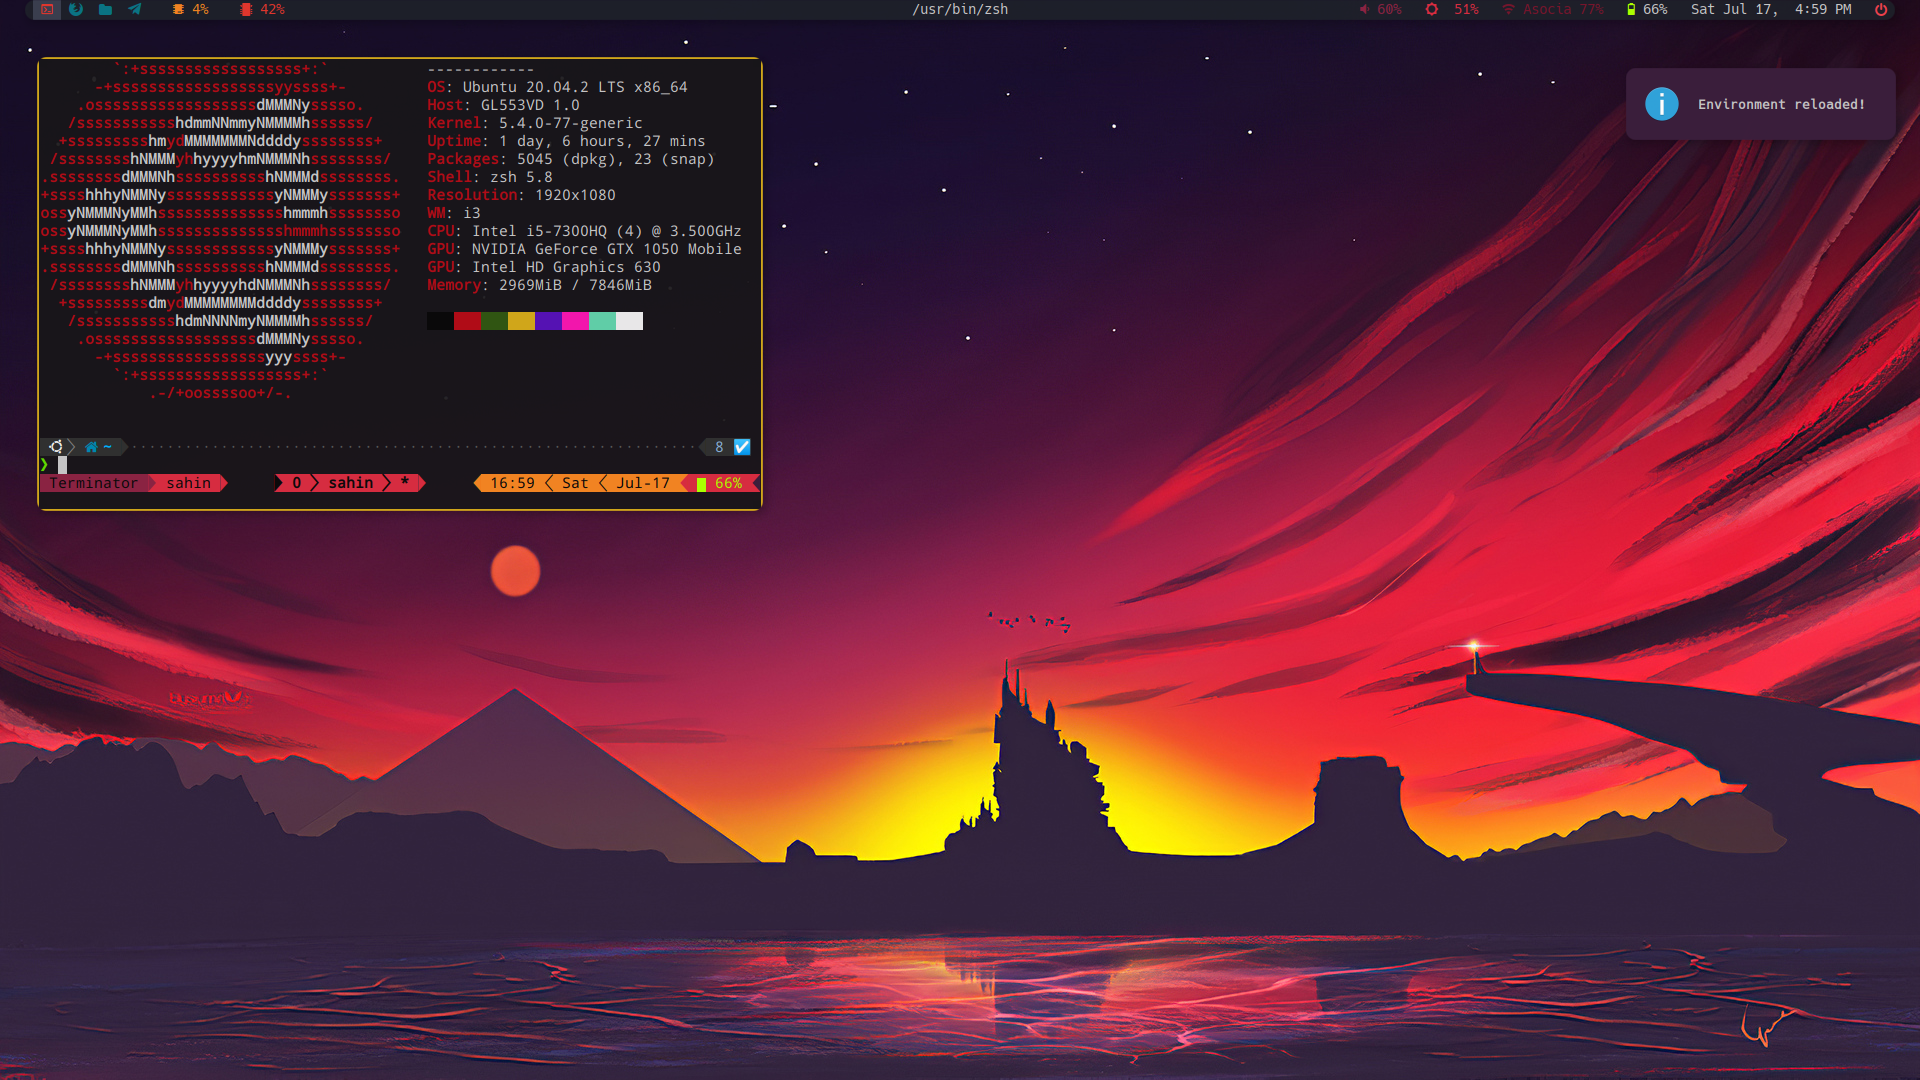 4% 42% /usr/bin/zsh 60% 51% Asocia 77% 66% Sat Jul 17, 4:59 PM
Environment reloaded!
`:+ssssssssssssssssss+:` ------------
-+ssssssssssssssssssyyssss+- OS: Ubuntu 20.04.2 LTS x86_64
.ossssssssssssssssssdMMMNysssso. Host: GL553VD 1.0
/ssssssssssshdmmNNmmyNMMMMhssssss/ Kernel: 5.4.0-77-generic
+ssssssssshmydMMMMMMMNddddyssssssss+ Uptime: 1 day, 6 hours, 27 mins
/sssssssshNMMMyhhyyyyhmNMMMNhssssssss/ Packages: 5045 (dpkg), 23 (snap)
.ssssssssdMMMNhsssssssssshNMMMdssssssss. Shell: zsh 5.8
+sssshhhyNMMNyssssssssssssyNMMMysssssss+ Resolution: 1920x1080
ossyNMMMNyMMhsssssssssssssshmmmhssssssso WM: i3
ossyNMMMNyMMhsssssssssssssshmmmhssssssso CPU: Intel i5-7300HQ (4) @ 3.500GHz
+sssshhhyNMMNyssssssssssssyNMMMysssssss+ GPU: NVIDIA GeForce GTX 1050 Mobile
.ssssssssdMMMNhsssssssssshNMMMdssssssss. GPU: Intel HD Graphics 630
/sssssssshNMMMyhhyyyyhdNMMMNhssssssss/ Memory: 2969MiB / 7846MiB
+sssssssssdmydMMMMMMMMddddyssssssss+
/ssssssssssshdmNNNNmyNMMMMhssssss/
.ossssssssssssssssssdMMMNysssso.
-+sssssssssssssssssyyyssss+-
`:+ssssssssssssssssss+:`
.-/+oossssoo+/-.
~ 8
❯
Terminator sahin 0 sahin * 16:59 Sat Jul-17 66%